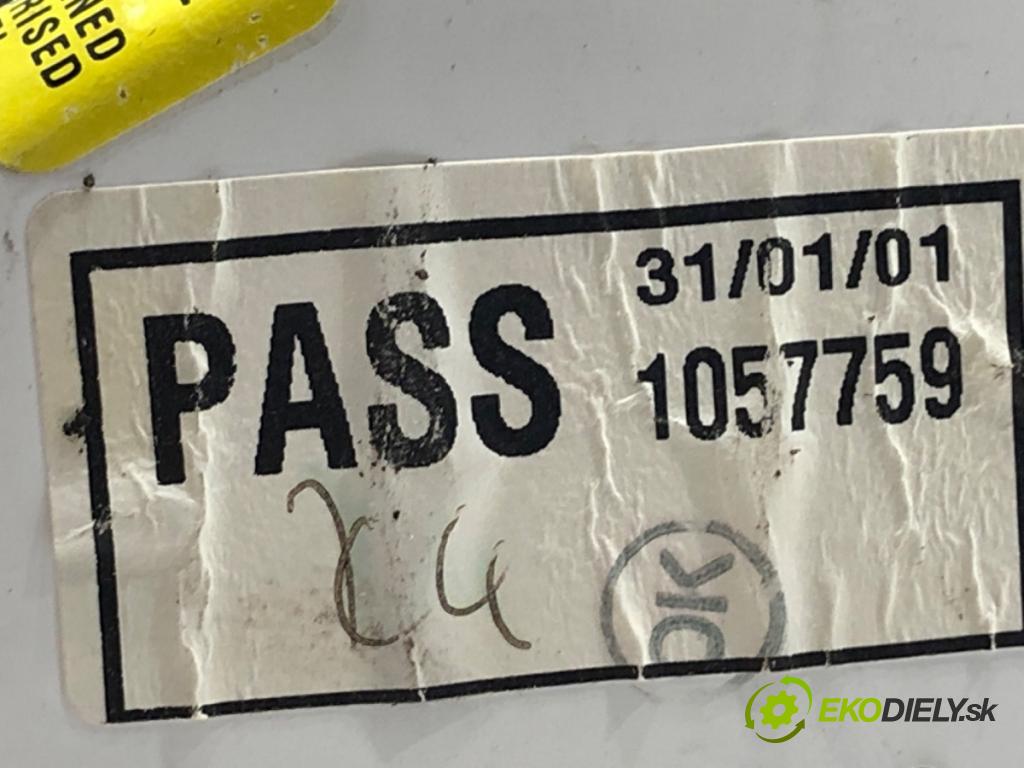 NED
RISED
PASS
31/01/01
1057759
OK
EKODIELY.sk